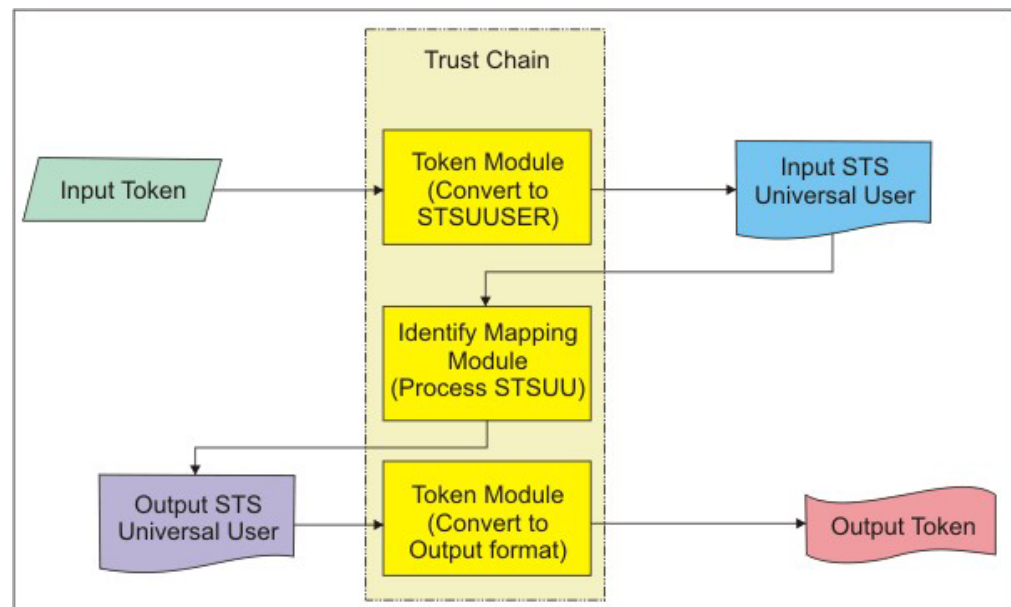 Trust Chain
Input Token
Token Module
(Convert to
STSUUSER)
Input STS
Universal User
Identify Mapping
Module
(Process STSUU)
Output STS
Universal User
Token Module
(Convert to
Output format)
Output Token